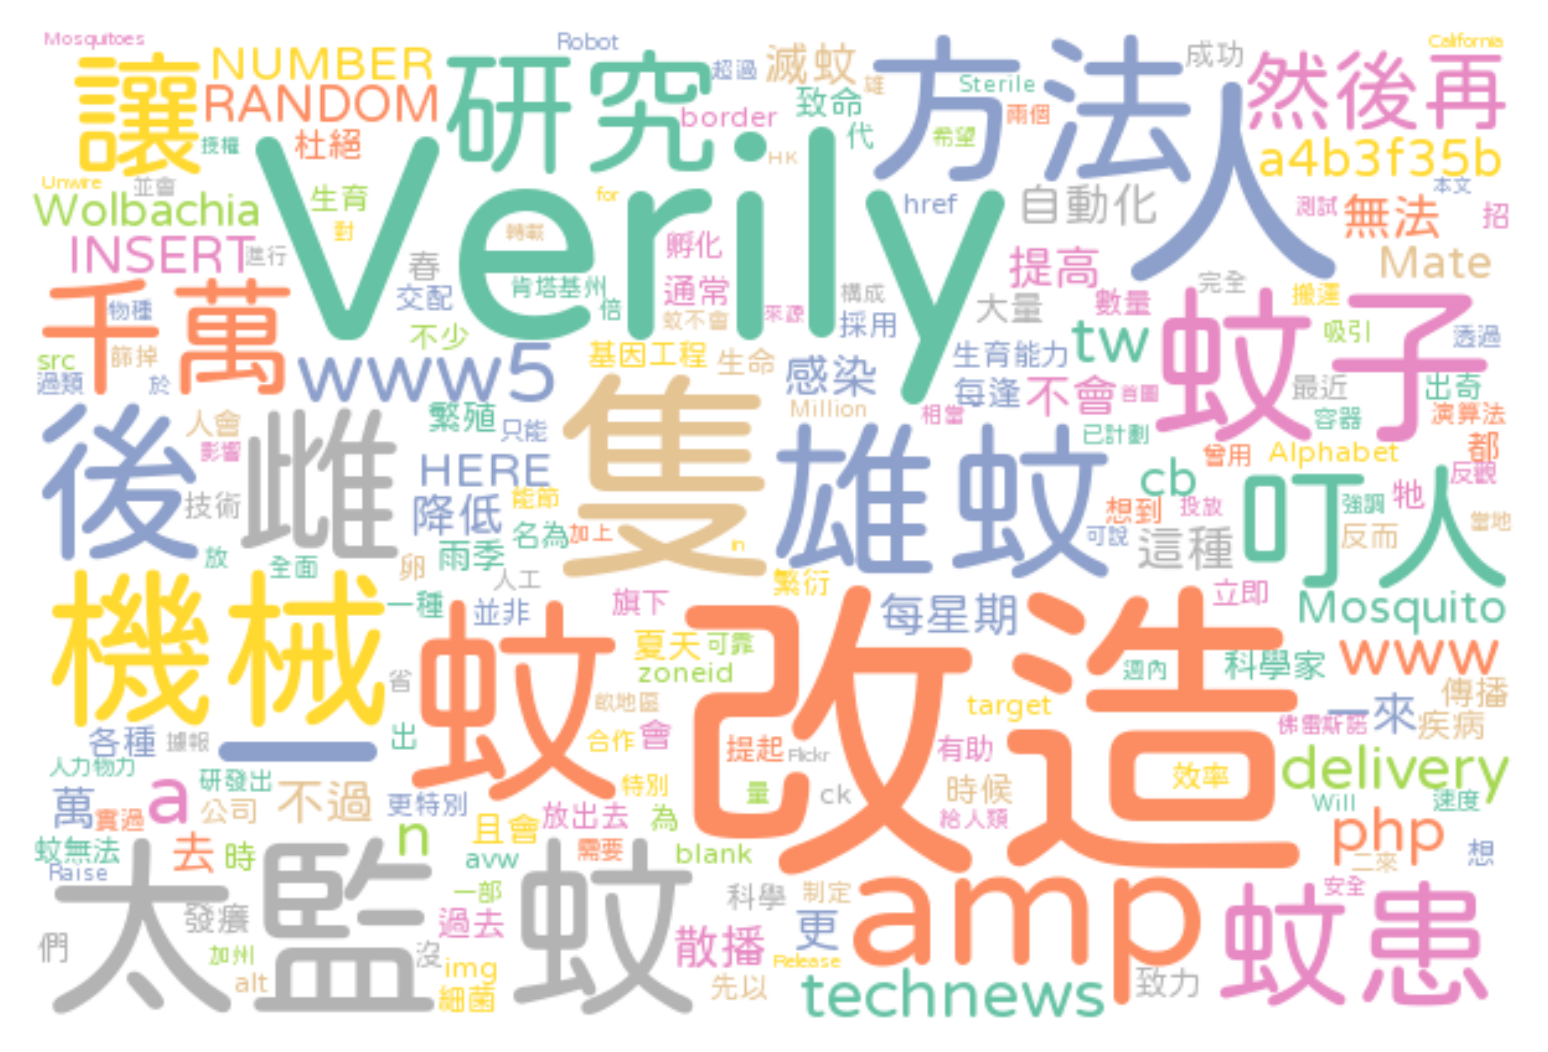 Mosquitoes
Robot
California
讓
NUMBER
RANDOM
研究
超過
滅蚊
雄
方法
成功
然後再
Sterile
致命
兩個
border
代
希望
授權
杜絕
HK
人
a4b3f35b
Unwire
並會
生育
Verily
for
href
自動化
本文
測試
無法
招
Wolbachia
對
轉載
孵化
INSERT
進行
春
提高
Mate
肯塔基州
通常
構成
完全
千萬
物種
交配
倍
蚊不會
來源
採用
大量
數量
搬運
不少
tw
蚊子
吸引
透過
src
篩掉
www5
基因工程
生命
感染
生育能力
過類
於
每逢
不會
首圖
最近
出奇
後
人會
雌
繁殖
只能
隻
Million
相當
容器
演算法
影響
雄蚊
已計劃
曾用
Alphabet
都
HERE
cb
叮人
反觀
技術
降低
能節
想到
投放
強調
牠
名為
加上
in
可說
這種
反而
當地
放
全面
卵
雨季
人工
繁衍
機械
一種
並非
旗下
每星期
立即
Mosquito
蚊
夏天
可靠
改造
省
zoneid
週內
科學家
www
欸地區
target
一來
傳播
各種
據報
一
出
合作
會
提起
Flickr
有助
佛雷斯諾
疾病
人力物力
研發出
特別
效率
delivery
萬
實過
a
公司
不過
更特別
放出去
為
量
ck
時候
給人類
Will
速度
蚊無法
去
時
n
且會
需要
php
二來
想
Raise
avw
blank
太監
蚊
一部
科學
制定
amp
安全
們
發癢
過去
散播
更
蚊患
加州
沒
alt
img
細菌
先以
Release
technews
致力